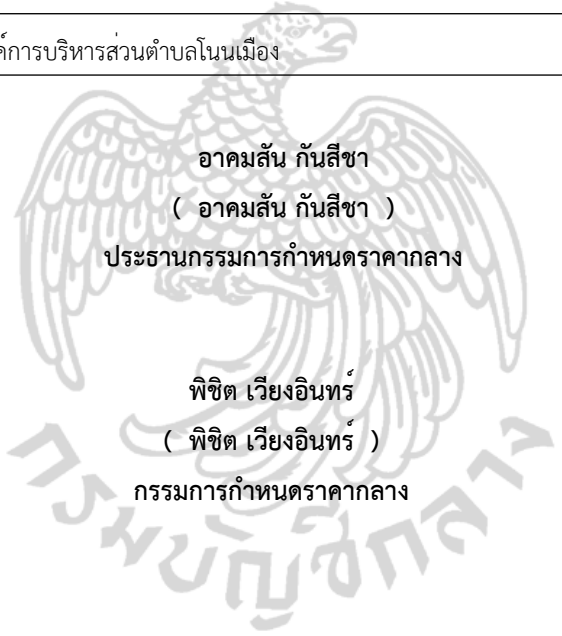 ค์การบริหารส่วนตำบลโนนเมือง
อาคมสัน กันสีชา
( อาคมสัน กันสีชา )
ประธานกรรมการกำหนดราคากลาง
พิชิต เวียงอินทร์
( พิชิต เวียงอินทร์ )
กรรมการกำหนดราคากลาง
กรมบัญชีกลาง